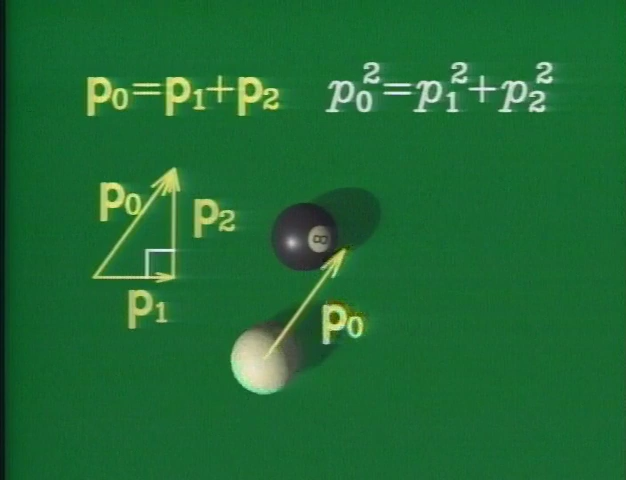 p₀=p₁+p₂ p₀²=p₁²+p₂²
p₀
p₂
p₁
8
p₀